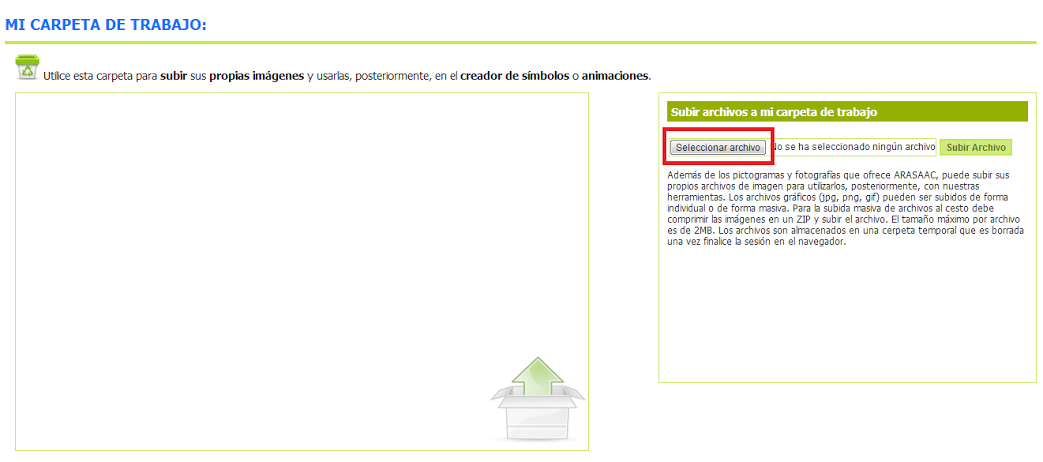 MI CARPETA DE TRABAJO:
Utilice esta carpeta para subir sus propias imágenes y usarlas, posteriormente, en el creador de símbolos o animaciones.
Subir archivos a mi carpeta de trabajo
Seleccionar archivo No se ha seleccionado ningún archivo Subir Archivo
Además de los pictogramas y fotografías que ofrece ARASAAC, puede subir sus
propios archivos de imagen para utilizarlos, posteriormente, con nuestras
herramientas. Los archivos gráficos (jpg, png, gif) pueden ser subidos de forma
individual o de forma masiva. Para la subida masiva de archivos al cesto debe
comprimir las imágenes en un ZIP y subir el archivo. El tamaño máximo por archivo
es de 2MB. Los archivos son almacenados en una cerpeta temporal que es borrada
una vez finalice la sesión en el navegador.